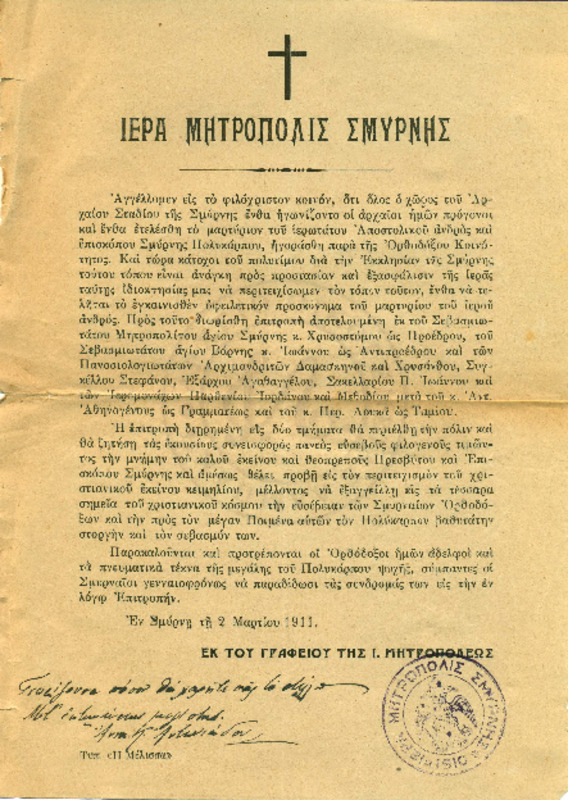 ΙΕΡΑ ΜΗΤΡΟΠΟΛΙΣ ΣΜΥΡΝΗΣ
Ἀγγέλλομεν εἰς τὸ φιλόχριστον κοινόν, ὅτι ὅλος ὁ χῶρος τοῦ Ἀρ-
χαίου Σταδίου τῆς Σμύρνης ἔνθα ἠγωνίζοντο οἱ ἀρχαῖοι ἡμῶν πρόγονοι
καὶ ἔνθα ἐτελέσθη τὸ μαρτύριον τοῦ ἱερωτάτου Ἀποστολικοῦ ἀνδρὸς καὶ
ἐπισκόπου Σμύρνης Πολυκάρπου, ἠγοράσθη παρὰ τῆς Ὀρθοδόξου Κοινό-
τητος. Καὶ τώρα κάτοχοι τοῦ πολυτίμου διὰ τὴν Ἐκκλησίαν τῆς Σμύρνης
τούτου τόπου εἶναι ἀνάγκη πρὸς προστασίαν καὶ ἐξασφάλισιν τῆς ἱερᾶς
ταύτης ἰδιοκτησίας μας νὰ περιτειχίσωμεν τὸν τόπον τοῦτον, ἔνθα νὰ τε-
λῆται τὸ ἐγκαινισθὲν ὀφειλετικὸν προσκύνημα τοῦ μαρτυρίου τοῦ ἱεροῦ
ἀνδρός. Πρὸς τοῦτο διωρίσθη ἐπιτροπὴ ἀποτελουμένη ἐκ τοῦ Σεβασμιω-
τάτου Μητροπολίτου ἁγίου Σμύρνης κ. Χρυσοστόμου ὡς Προέδρου, τοῦ
Σεβασμιωτάτου ἁγίου Βάρνης κ. Ἰωάννου ὡς Ἀντιπροέδρου καὶ τῶν
Πανοσιολογιωτάτων Ἀρχιμανδριτῶν Δαμασκηνοῦ καὶ Χρυσάνθου, Συγ-
κέλλου Στεφάνου, Ἐξάρχου Ἀγαθαγγέλου, Σακελλαρίου Π. Ἰωάννου καὶ
τῶν Ἱερομονάχων Παρθενίου, Ἰορδάνου καὶ Μεθοδίου μετὰ τοῦ κ. Ἀντ.
Ἀθηνογένους ὡς Γραμματέως καὶ τοῦ κ. Περ. Λουκᾶ ὡς Ταμίου.
Ἡ ἐπιτροπὴ διῃρημένη εἰς δύο τμήματα θὰ περιέλθῃ τὴν πόλιν καὶ
θὰ ζητήσῃ τὰς ἑκουσίους συνεισφορὰς παντὸς εὐσεβοῦς φιλογενοῦς τιμῶν-
τος τὴν μνήμην τοῦ καλοῦ ἐκείνου καὶ θεοπρεποῦς Πρεσβύτου καὶ Ἐπι-
σκόπου Σμύρνης καὶ ἀμέσως θέλει προβῇ εἰς τὸν περιτειχισμὸν τοῦ χρι-
στιανικοῦ ἐκείνου κειμηλίου, μέλλοντος νὰ ἐξαγγείλῃ εἰς τὰ τέσσαρα
σημεῖα τοῦ χριστιανικοῦ κόσμου τὴν εὐσέβειαν τῶν Σμυρναίων Ὀρθοδό-
ξων καὶ τὴν πρὸς τὸν μέγαν Ποιμένα αὐτῶν τὸν Πολύκαρπον βαθυτάτην
στοργὴν καὶ τὸν σεβασμόν των.
Παρακαλοῦνται καὶ προτρέπονται οἱ Ὀρθόδοξοι ἡμῶν ἀδελφοὶ καὶ
τὰ πνευματικὰ τέκνα τῆς μεγάλης τοῦ Πολυκάρπου ψυχῆς, σύμπαντες οἱ
Σμυρναῖοι γενναιοφρόνως νὰ παραδίδωσι τὰς συνδρομάς των εἰς τὴν ἐν
λόγῳ Ἐπιτροπήν.
Ἐν Σμύρνῃ τῇ 2 Μαρτίου 1911.
ΕΚ ΤΟΥ ΓΡΑΦΕΙΟΥ ΤΗΣ Ι. ΜΗΤΡΟΠΟΛΕΩΣ
ΙΕΡΑ ΜΗΤΡΟΠΟΛΙΣ ΣΜΥΡΝΗΣ
Τυπ. «Ἡ Μέλισσα»